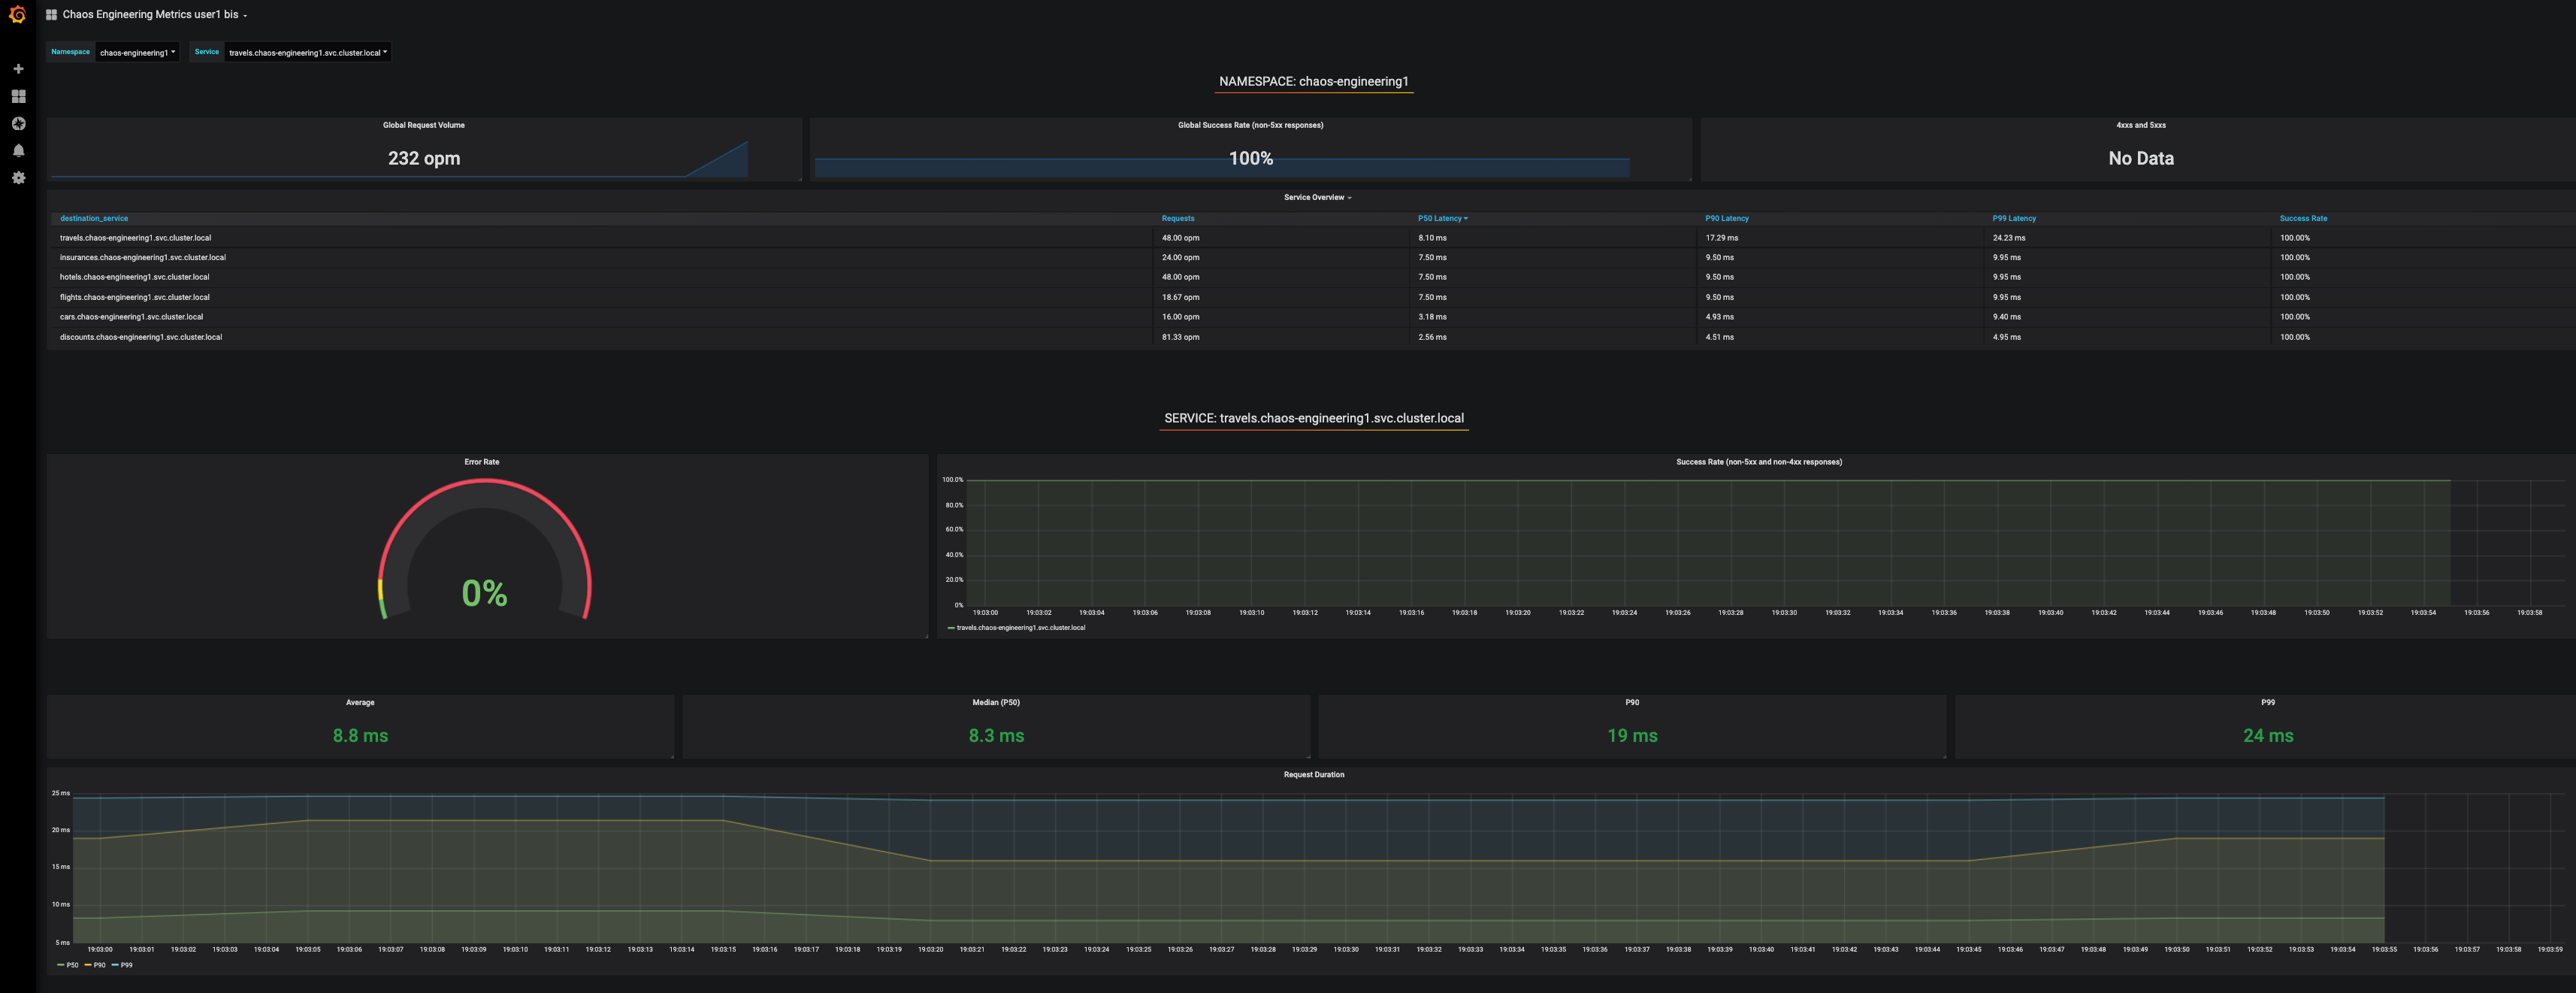 Chaos Engineering Metrics user1 bis
Namespace chaos-engineering1 Service travels.chaos-engineering1.svc.cluster.local
NAMESPACE: chaos-engineering1
Global Request Volume Global Success Rate (non-5xx responses) 4xxs and 5xxs
232 opm 100% No Data
Service Overview
destination_service Requests P50 Latency P90 Latency P99 Latency Success Rate
travels.chaos-engineering1.svc.cluster.local 48.00 opm 8.10 ms 17.29 ms 24.23 ms 100.00%
insurances.chaos-engineering1.svc.cluster.local 24.00 opm 7.50 ms 9.50 ms 9.95 ms 100.00%
hotels.chaos-engineering1.svc.cluster.local 48.00 opm 7.50 ms 9.50 ms 9.95 ms 100.00%
flights.chaos-engineering1.svc.cluster.local 18.67 opm 7.50 ms 9.50 ms 9.95 ms 100.00%
cars.chaos-engineering1.svc.cluster.local 16.00 opm 3.18 ms 4.93 ms 9.40 ms 100.00%
discounts.chaos-engineering1.svc.cluster.local 81.33 opm 2.56 ms 4.51 ms 4.95 ms 100.00%
SERVICE: travels.chaos-engineering1.svc.cluster.local
Error Rate
0%
Success Rate (non-5xx and non-4xx responses)
100.0%
80.0%
60.0%
40.0%
20.0%
0%
19:03:00 19:03:02 19:03:04 19:03:06 19:03:08 19:03:10 19:03:12 19:03:14 19:03:16 19:03:18 19:03:20 19:03:22 19:03:24 19:03:26 19:03:28 19:03:30 19:03:32 19:03:34 19:03:36 19:03:38 19:03:40 19:03:42 19:03:44 19:03:46 19:03:48 19:03:50 19:03:52 19:03:54 19:03:56 19:03:58
travels.chaos-engineering1.svc.cluster.local
Average Median (P50) P90 P99
8.8 ms 8.3 ms 19 ms 24 ms
Request Duration
25 ms
20 ms
15 ms
10 ms
5 ms
19:03:00 19:03:01 19:03:02 19:03:03 19:03:04 19:03:05 19:03:06 19:03:07 19:03:08 19:03:09 19:03:10 19:03:11 19:03:12 19:03:13 19:03:14 19:03:15 19:03:16 19:03:17 19:03:18 19:03:19 19:03:20 19:03:21 19:03:22 19:03:23 19:03:24 19:03:25 19:03:26 19:03:27 19:03:28 19:03:29 19:03:30 19:03:31 19:03:32 19:03:33 19:03:34 19:03:35 19:03:36 19:03:37 19:03:38 19:03:39 19:03:40 19:03:41 19:03:42 19:03:43 19:03:44 19:03:45 19:03:46 19:03:47 19:03:48 19:03:49 19:03:50 19:03:51 19:03:52 19:03:53 19:03:54 19:03:55 19:03:56 19:03:57 19:03:58 19:03:59
P50 P90 P99